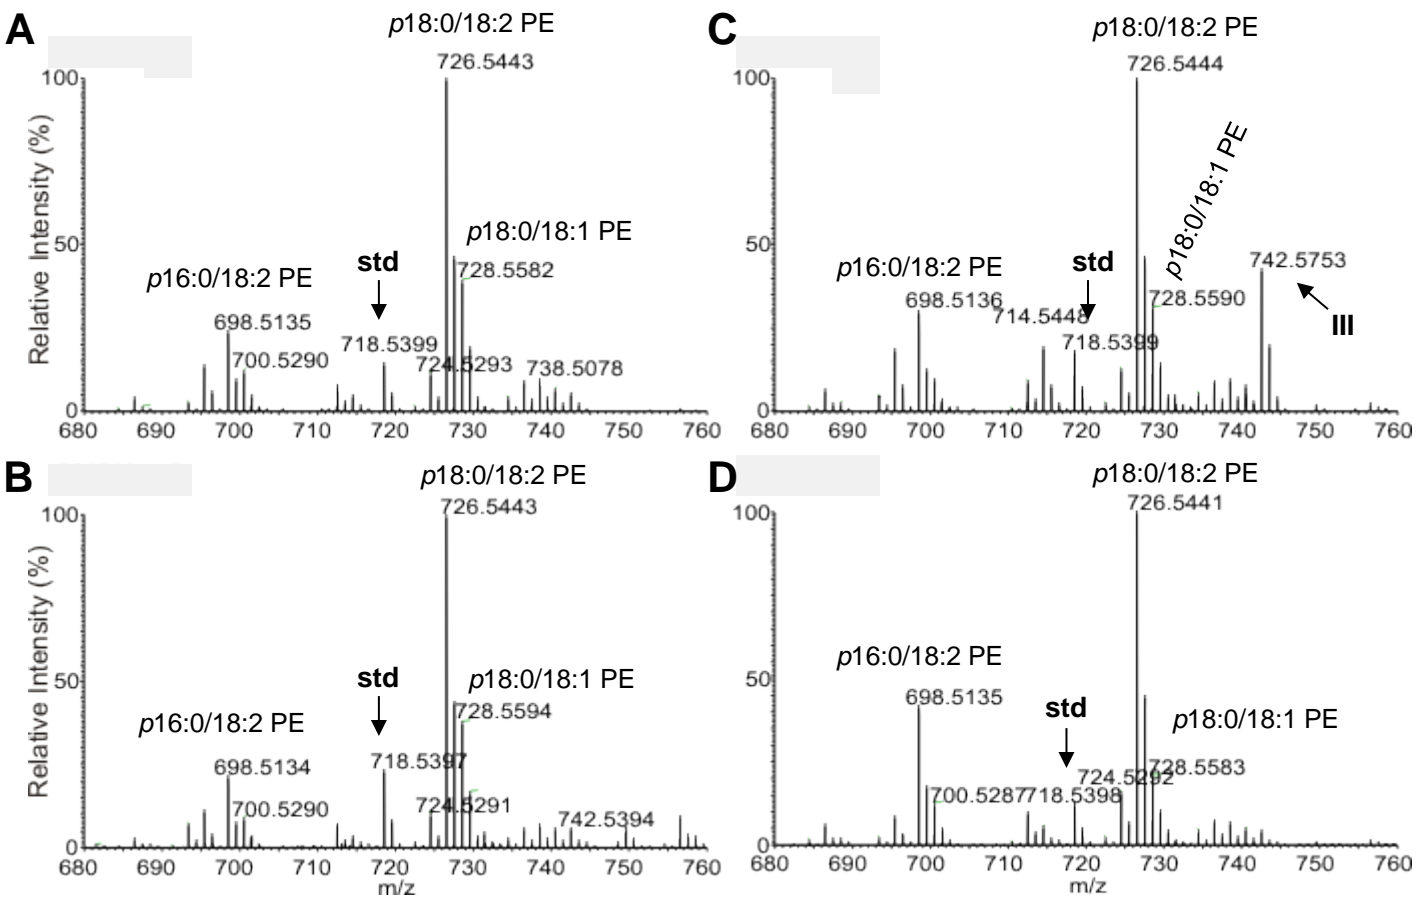 A
p18:0/18:2 PE
726.5443
100
Relative Intensity (%)
p18:0/18:1 PE
50
std
728.5582
p16:0/18:2 PE
698.5135
718.5399
700.5290
724.5293
738.5078
0
680 690 700 710 720 730 740 750 760
C
p18:0/18:2 PE
726.5444
100
p18:0/18:1 PE
50
std
742.5753
p16:0/18:2 PE
698.5136
728.5590
714.5448
III
718.5399
0
680 690 700 710 720 730 740 750 760
B
p18:0/18:2 PE
726.5443
100
Relative Intensity (%)
std
p18:0/18:1 PE
50
728.5594
p16:0/18:2 PE
718.5397
698.5134
700.5290
724.5291
742.5394
0
680 690 700 710 720 730 740 750 760
m/z
D
p18:0/18:2 PE
726.5441
100
p16:0/18:2 PE
50
698.5135
std
p18:0/18:1 PE
728.5583
724.5292
700.5287
718.5398
0
680 690 700 710 720 730 740 750 760
m/z